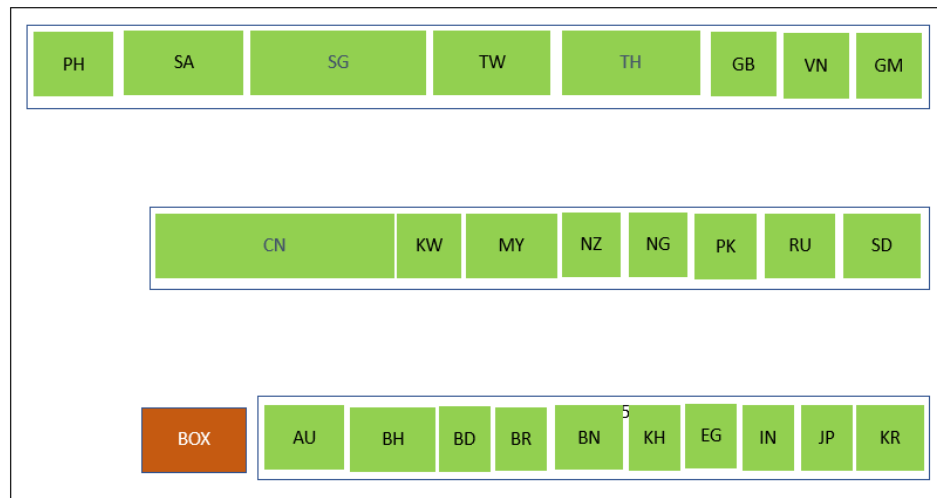 PH SA SG TW TH GB VN GM
CN KW MY NZ NG PK RU SD
5
BOX AU BH BD BR BN KH EG IN JP KR